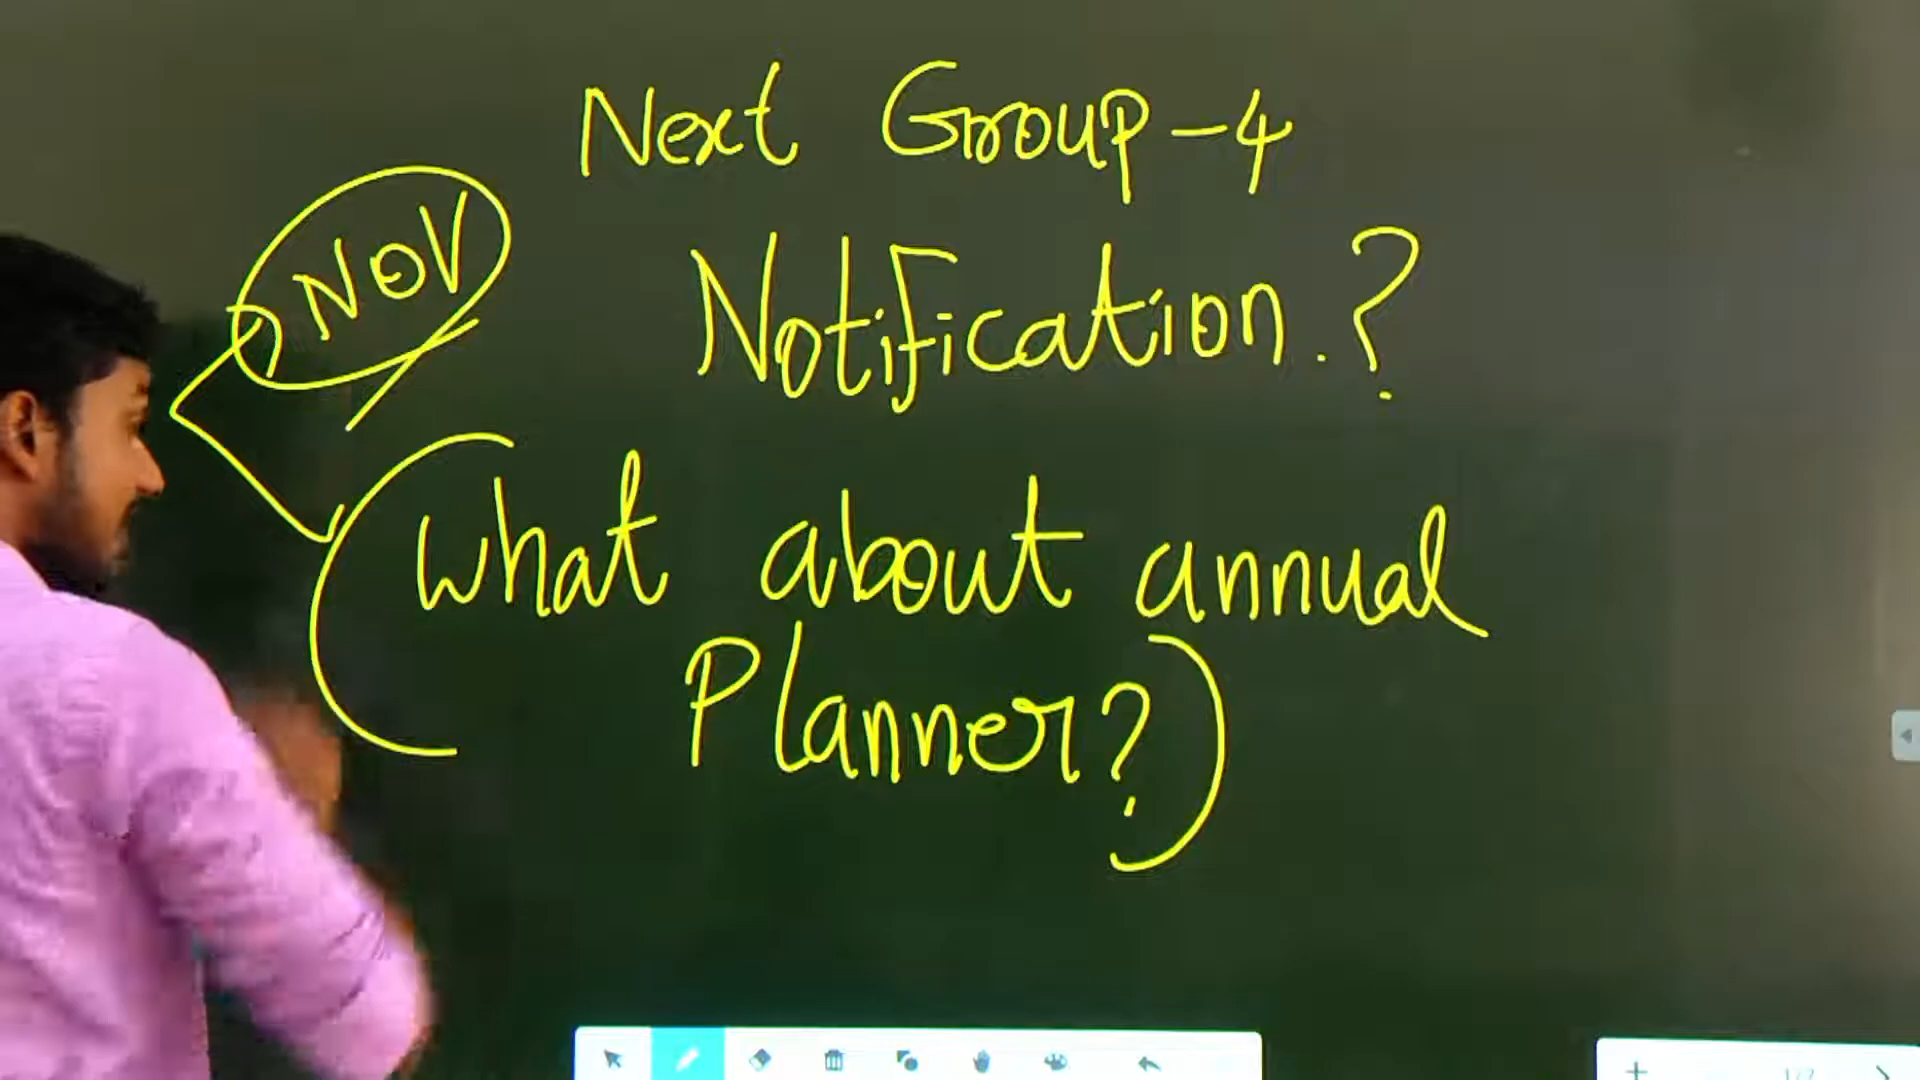 Next Group-4
NOV
Notification.?
(What about annual
Planner?)